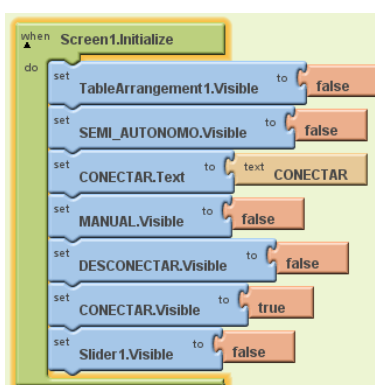 when Screen1.Initialize
do
set TableArrangement1.Visible to false
set SEMI_AUTONOMO.Visible to false
set CONECTAR.Text to text CONECTAR
set MANUAL.Visible to false
set DESCONECTAR.Visible to false
set CONECTAR.Visible to true
set Slider1.Visible to false